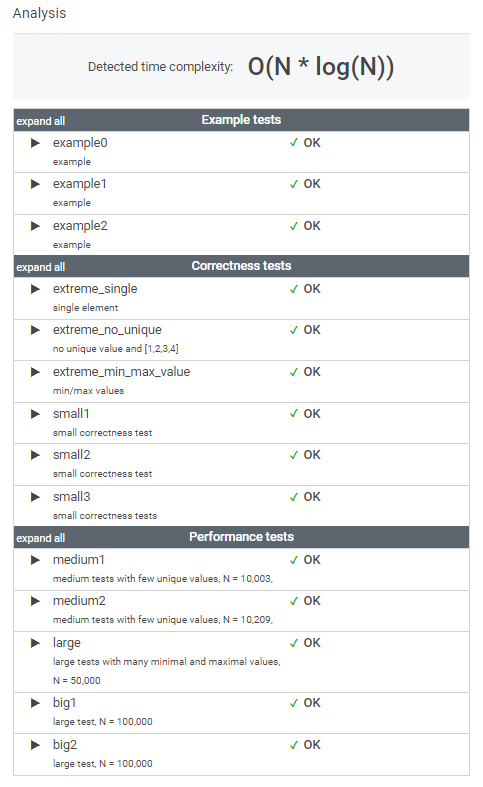 Analysis
Detected time complexity: O(N * log(N))
expand all Example tests
▶ example0 ✓ OK
example
▶ example1 ✓ OK
example
▶ example2 ✓ OK
example
expand all Correctness tests
▶ extreme_single ✓ OK
single element
▶ extreme_no_unique ✓ OK
no unique value and [1,2,3,4]
▶ extreme_min_max_value ✓ OK
min/max values
▶ small1 ✓ OK
small correctness test
▶ small2 ✓ OK
small correctness test
▶ small3 ✓ OK
small correctness tests
expand all Performance tests
▶ medium1 ✓ OK
medium tests with few unique values, N = 10,003,
▶ medium2 ✓ OK
medium tests with few unique values, N = 10,209,
▶ large ✓ OK
large tests with many minimal and maximal values,
N = 50,000
▶ big1 ✓ OK
large test, N = 100,000
▶ big2 ✓ OK
large test, N = 100,000